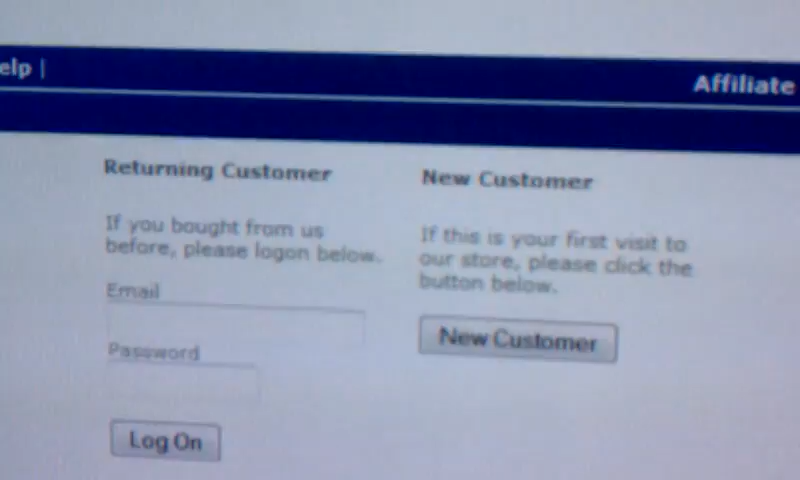 elp |
Affiliate
Returning Customer
If you bought from us
before, please logon below.
Email
Password
Log On
New Customer
If this is your first visit to
our store, please click the
button below.
New Customer